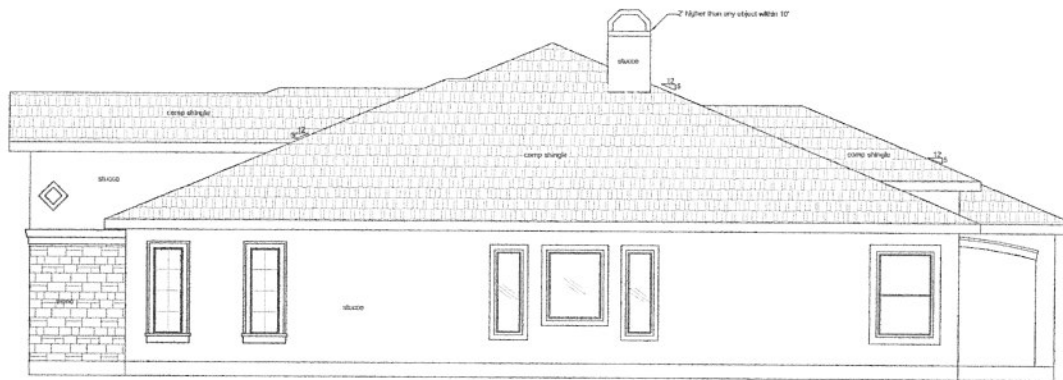 2' higher than any object within 10'
stucco
12
5
comp shingle
12
comp shingle
comp shingle
12
5
stucco
stone
stucco